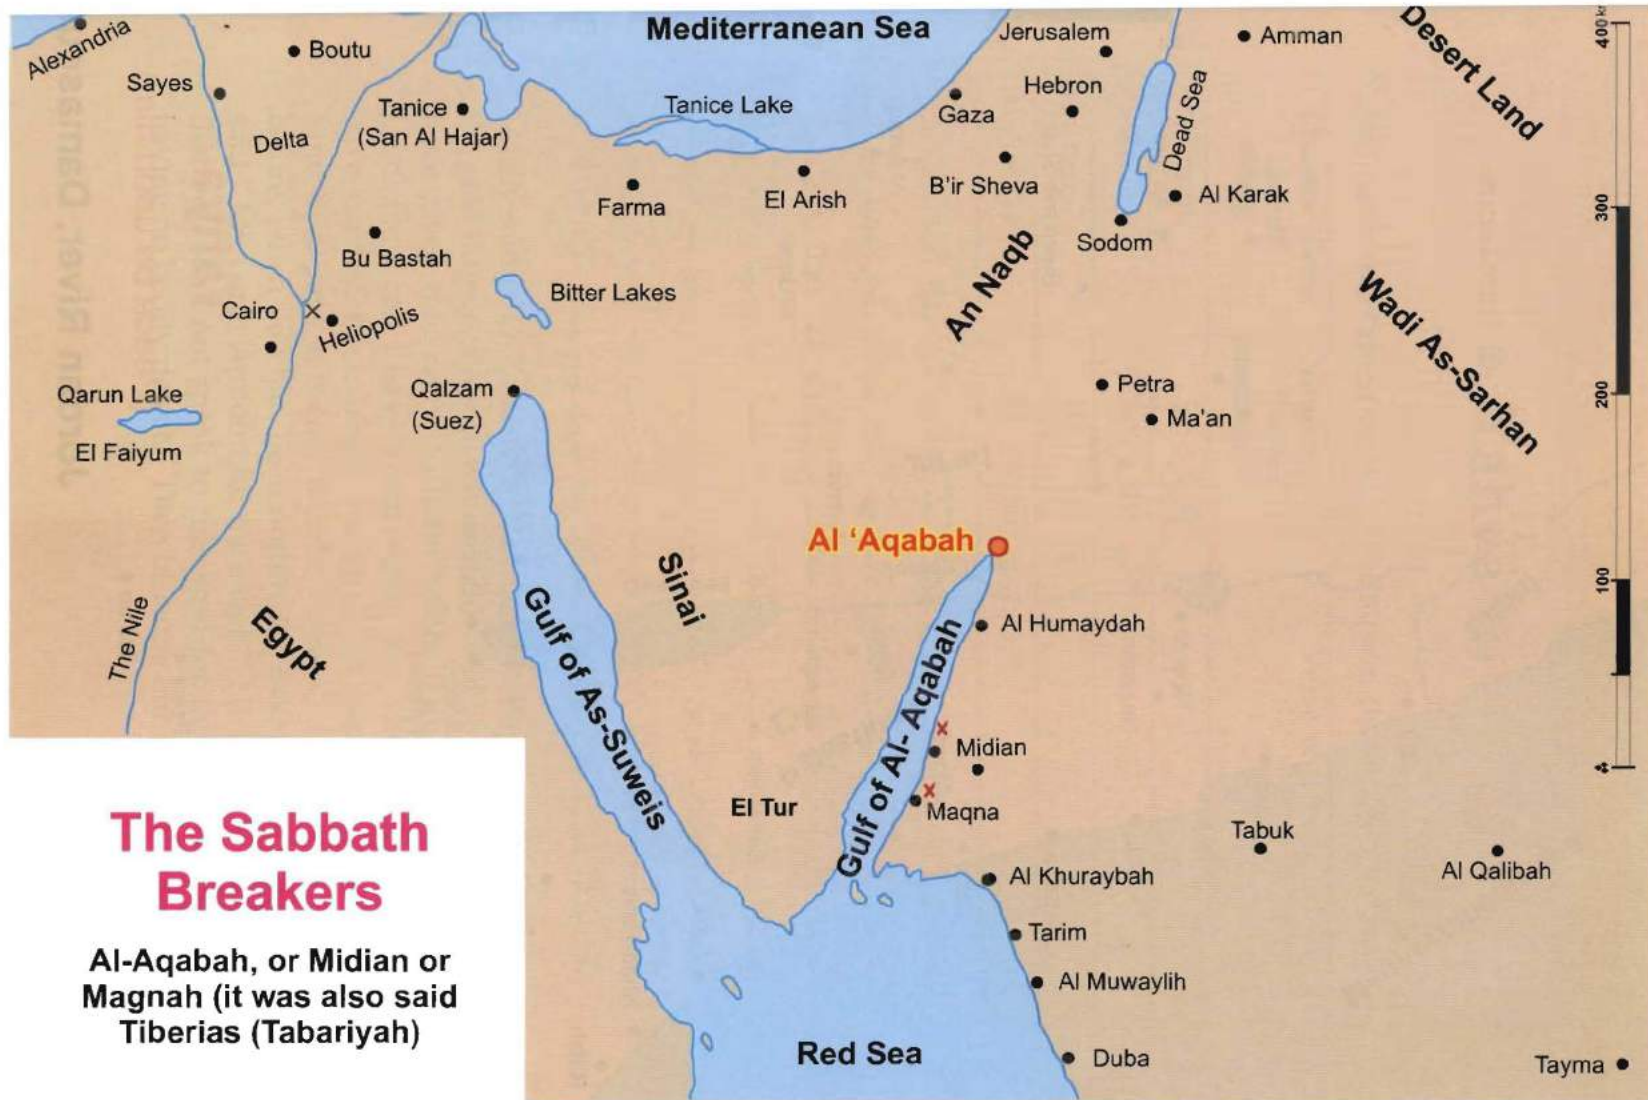 Mediterranean Sea
Jerusalem
Amman
Desert Land
400 km
Alexandria
Boutu
Sayes
Hebron
Dead Sea
Tanice
(San Al Hajar)
Tanice Lake
Gaza
Delta
B'ir Sheva
Al Karak
Farma
El Arish
300
Sodom
Bu Bastah
An Naqb
Bitter Lakes
Wadi As-Sarhan
Cairo
Heliopolis
Qarun Lake
Qalzam
(Suez)
Petra
200
Ma'an
El Faiyum
Al ‘Aqabah
Sinai
100
The Nile
Egypt
Gulf of As-Suweis
Al Humaydah
Gulf of Al- Aqabah
Midian
El Tur
Maqna
Tabuk
Al Qalibah
Al Khuraybah
Tarim
Al Muwaylih
Red Sea
Duba
Tayma
The Sabbath
Breakers
Al-Aqabah, or Midian or
Magnah (it was also said
Tiberias (Tabariyah)